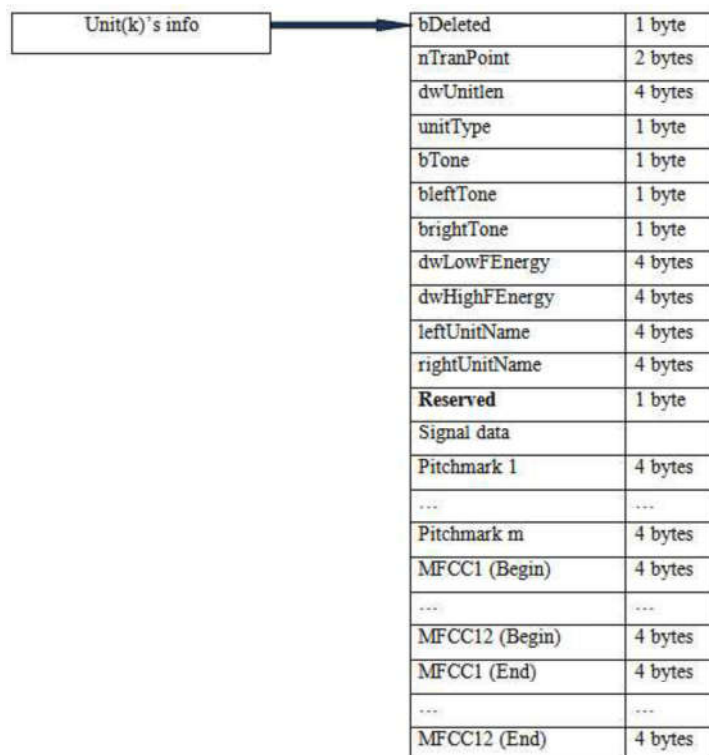 Unit(k)’s info
bDeleted 1 byte
nTranPoint 2 bytes
dwUnitlen 4 bytes
unitType 1 byte
bTone 1 byte
bleftTone 1 byte
brightTone 1 byte
dwLowFEnergy 4 bytes
dwHighFEnergy 4 bytes
leftUnitName 4 bytes
rightUnitName 4 bytes
Reserved 1 byte
Signal data
Pitchmark 1 4 bytes
... ...
Pitchmark m 4 bytes
MFCC1 (Begin) 4 bytes
... ...
MFCC12 (Begin) 4 bytes
MFCC1 (End) 4 bytes
... ...
MFCC12 (End) 4 bytes